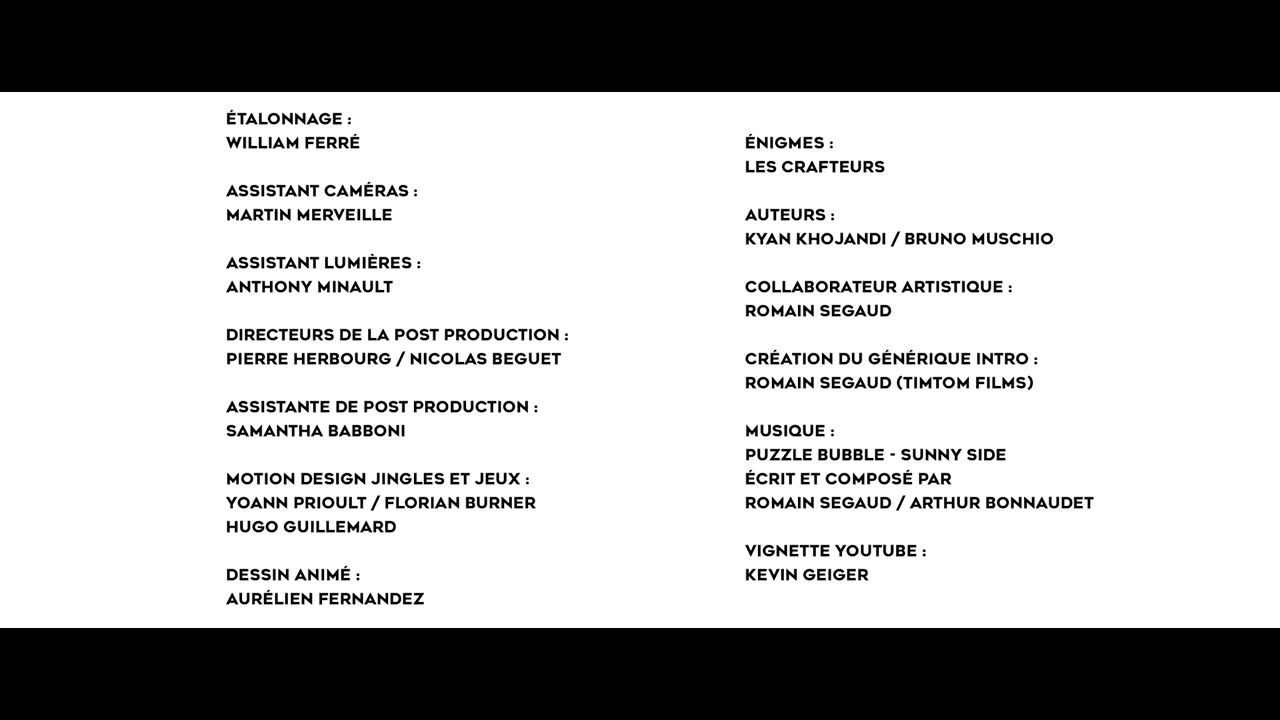 ÉTALONNAGE :
WILLIAM FERRÉ
ASSISTANT CAMÉRAS :
MARTIN MERVEILLE
ASSISTANT LUMIÈRES :
ANTHONY MINAULT
DIRECTEURS DE LA POST PRODUCTION :
PIERRE HERBOURG / NICOLAS BEGUET
ASSISTANTE DE POST PRODUCTION :
SAMANTHA BABBONI
MOTION DESIGN JINGLES ET JEUX :
YOANN PRIOULT / FLORIAN BURNER
HUGO GUILLEMARD
DESSIN ANIMÉ :
AURÉLIEN FERNANDEZ
ÉNIGMES :
LES CRAFTEURS
AUTEURS :
KYAN KHOJANDI / BRUNO MUSCHIO
COLLABORATEUR ARTISTIQUE :
ROMAIN SEGAUD
CRÉATION DU GÉNÉRIQUE INTRO :
ROMAIN SEGAUD (TIMTOM FILMS)
MUSIQUE :
PUZZLE BUBBLE - SUNNY SIDE
ÉCRIT ET COMPOSÉ PAR
ROMAIN SEGAUD / ARTHUR BONNAUDET
VIGNETTE YOUTUBE :
KEVIN GEIGER